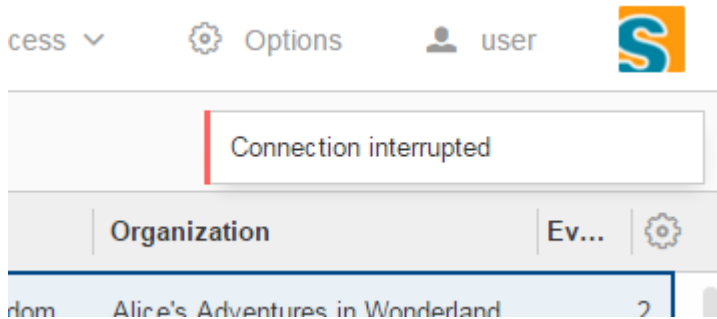 cess Options user S
Connection interrupted
Organization Ev...
dom Alice's Adventures in Wonderland 2